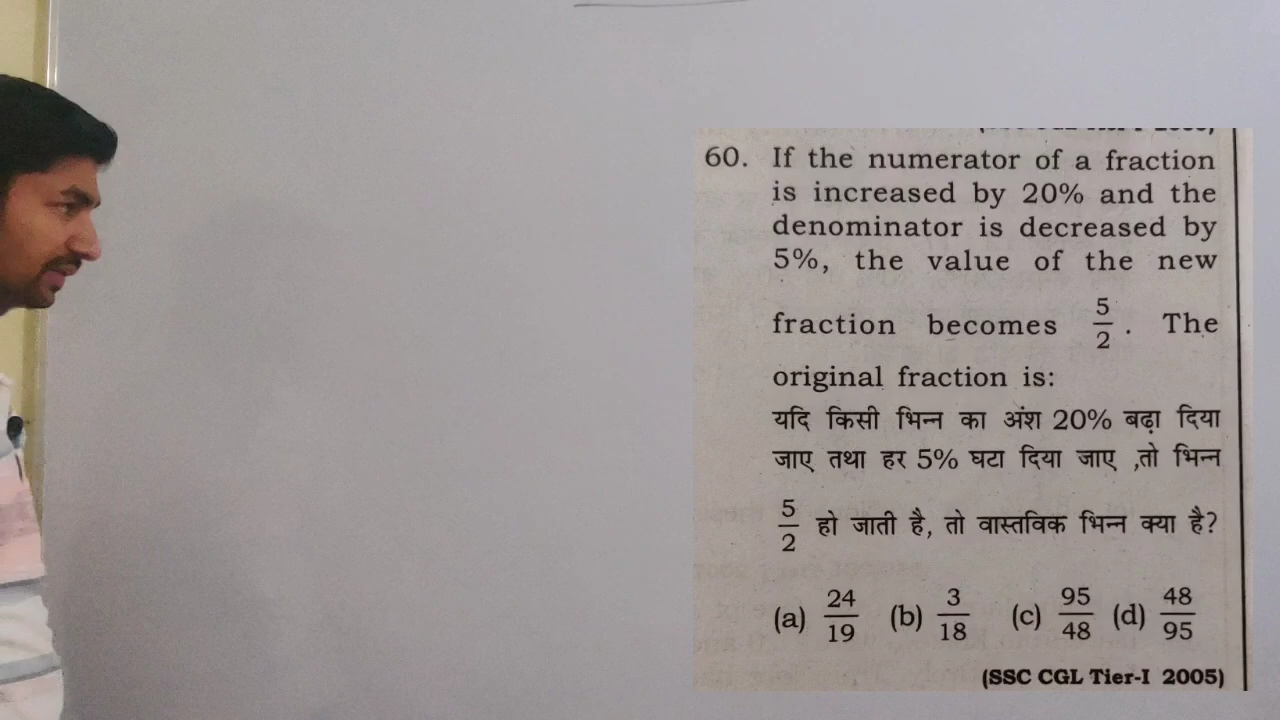 60. If the numerator of a fraction
is increased by 20% and the
denominator is decreased by
5%, the value of the new
fraction becomes 5/2. The
original fraction is:
यदि किसी भिन्न का अंश 20% बढ़ा दिया
जाए तथा हर 5% घटा दिया जाए ,तो भिन्न
5/2 हो जाती है, तो वास्तविक भिन्न क्या है?
(a) 24/19 (b) 3/18 (c) 95/48 (d) 48/95
(SSC CGL Tier-I 2005)